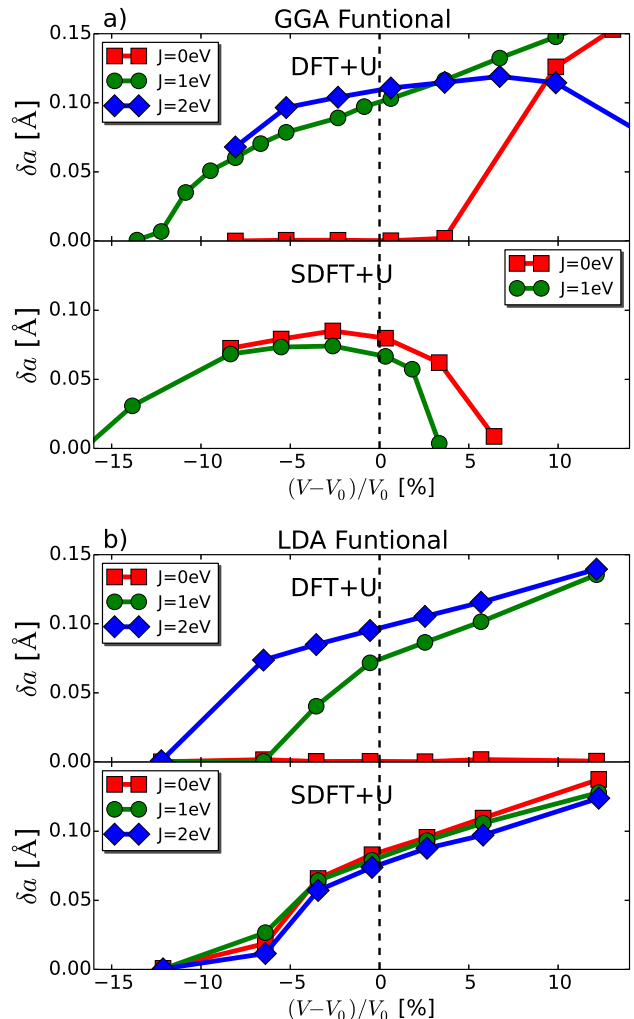 a) GGA Funtional
J=0eV
J=1eV
J=2eV
DFT+U
0.15
0.10
0.05
0.00
δa [Å]
SDFT+U
J=0eV
J=1eV
0.10
0.05
0.00
δa [Å]
−15 −10 −5 0 5 10
(V−V₀)/V₀ [%]
b) LDA Funtional
J=0eV
J=1eV
J=2eV
DFT+U
0.15
0.10
0.05
0.00
δa [Å]
J=0eV
J=1eV
J=2eV
SDFT+U
0.10
0.05
0.00
δa [Å]
−15 −10 −5 0 5 10
(V−V₀)/V₀ [%]